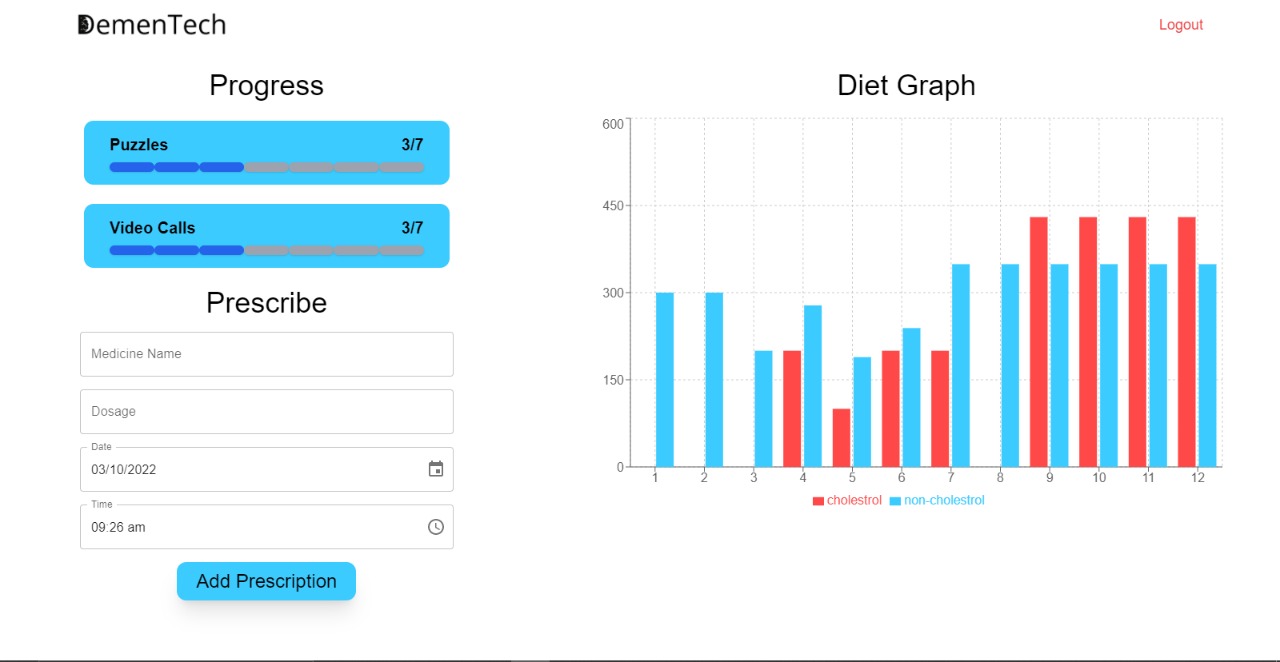 DemenTech
Logout
Progress
Puzzles 3/7
Video Calls 3/7
Prescribe
Medicine Name
Dosage
Date
03/10/2022
Time
09:26 am
Add Prescription
Diet Graph
600
450
300
150
0
1 2 3 4 5 6 7 8 9 10 11 12
cholestrol non-cholestrol